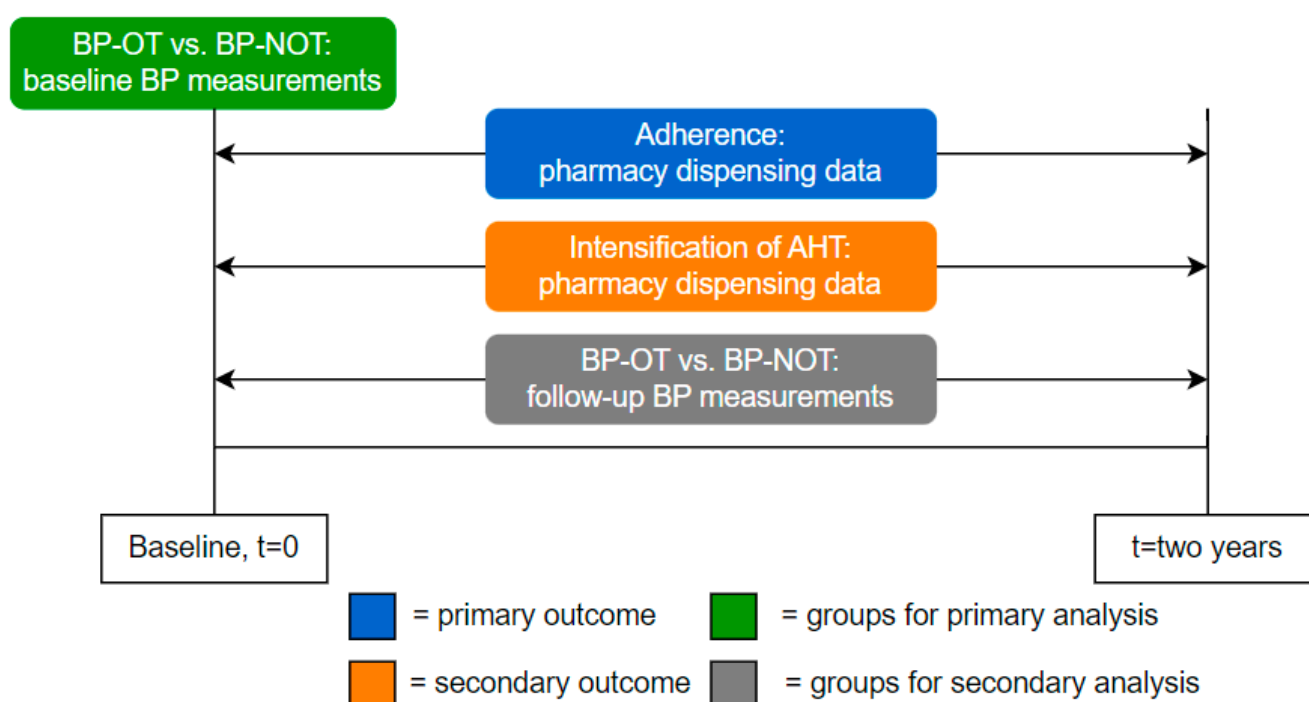 BP-OT vs. BP-NOT:
baseline BP measurements
Adherence:
pharmacy dispensing data
Intensification of AHT:
pharmacy dispensing data
BP-OT vs. BP-NOT:
follow-up BP measurements
Baseline, t=0
t=two years
= primary outcome
= groups for primary analysis
= secondary outcome
= groups for secondary analysis